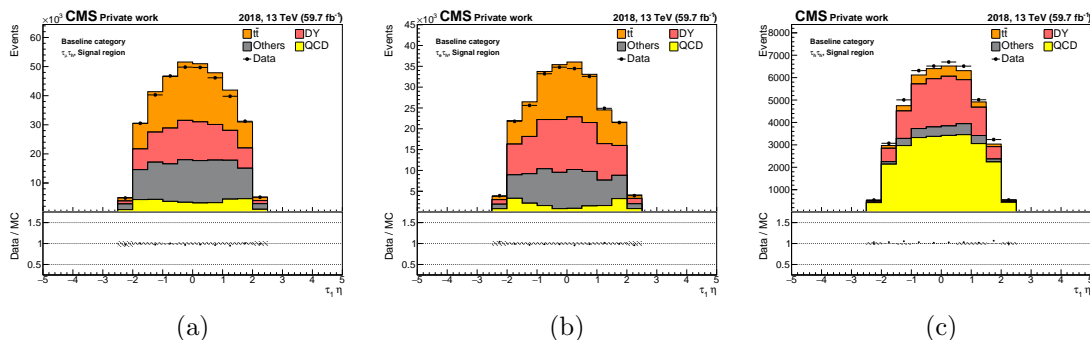 CMS Private work 2018, 13 TeV (59.7 fb⁻¹)
×10³
Events
Baseline category
Signal region
tt̄ DY
Others QCD
Data
60
50
40
30
20
10
Data / MC
1.5
1
0.5
−5 −4 −3 −2 −1 0 1 2 3 4 5
τ₁ η
(a)
CMS Private work 2018, 13 TeV (59.7 fb⁻¹)
×10³
Events
Baseline category
Signal region
tt̄ DY
Others QCD
Data
45
40
35
30
25
20
15
10
5
Data / MC
1.5
1
0.5
−5 −4 −3 −2 −1 0 1 2 3 4 5
τ₁ η
(b)
CMS Private work 2018, 13 TeV (59.7 fb⁻¹)
Events
Baseline category
Signal region
tt̄ DY
Others QCD
Data
8000
7000
6000
5000
4000
3000
2000
1000
Data / MC
1.5
1
0.5
−5 −4 −3 −2 −1 0 1 2 3 4 5
τ₁ η
(c)